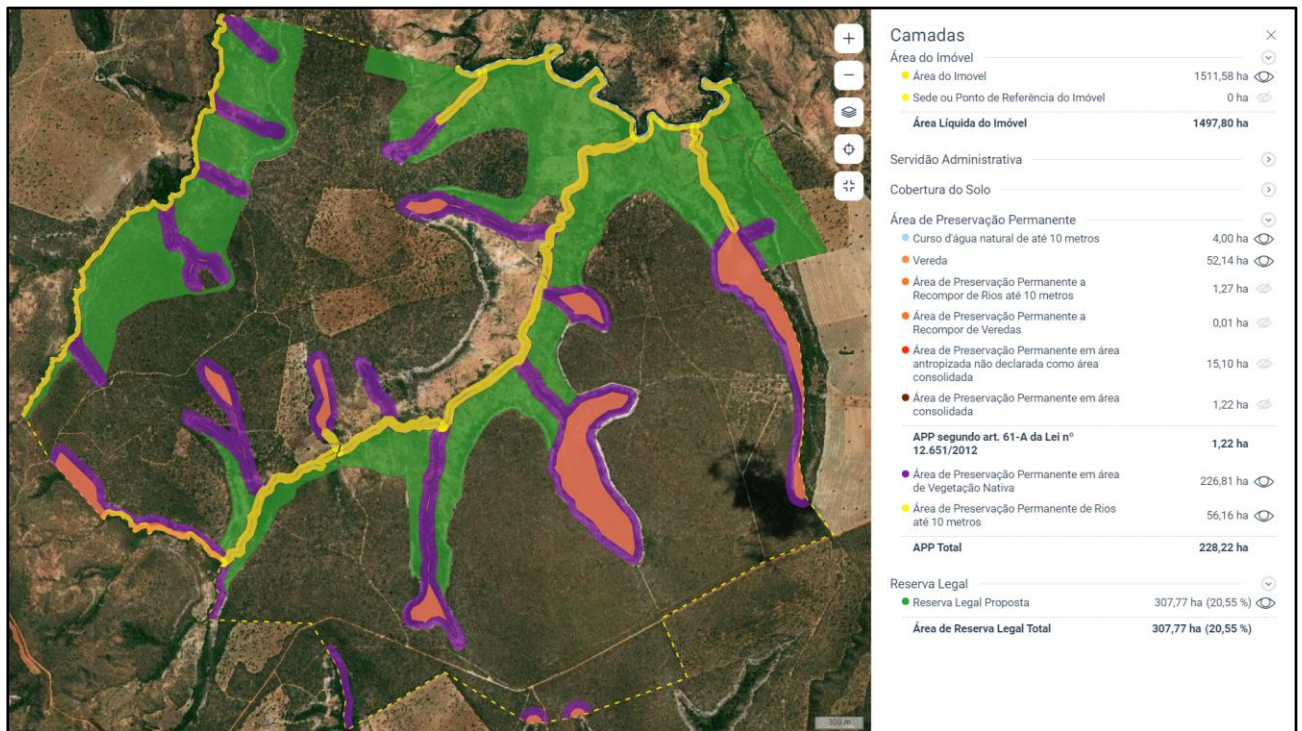 Camadas
Área do Imóvel
Área do Imovel 1511,58 ha
Sede ou Ponto de Referência do Imóvel 0 ha
Área Líquida do Imóvel 1497,80 ha
Servidão Administrativa
Cobertura do Solo
Área de Preservação Permanente
Curso d'água natural de até 10 metros 4,00 ha
Vereda 52,14 ha
Área de Preservação Permanente a
Recompor de Rios até 10 metros 1,27 ha
Área de Preservação Permanente a
Recompor de Veredas 0,01 ha
Área de Preservação Permanente em área
antropizada não declarada como área
consolidada 15,10 ha
Área de Preservação Permanente em área
consolidada 1,22 ha
APP segundo art. 61-A da Lei nº
12.651/2012 1,22 ha
Área de Preservação Permanente em área
de Vegetação Nativa 226,81 ha
Área de Preservação Permanente de Rios
até 10 metros 56,16 ha
APP Total 228,22 ha
Reserva Legal
Reserva Legal Proposta 307,77 ha (20,55 %)
Área de Reserva Legal Total 307,77 ha (20,55 %)
300 m